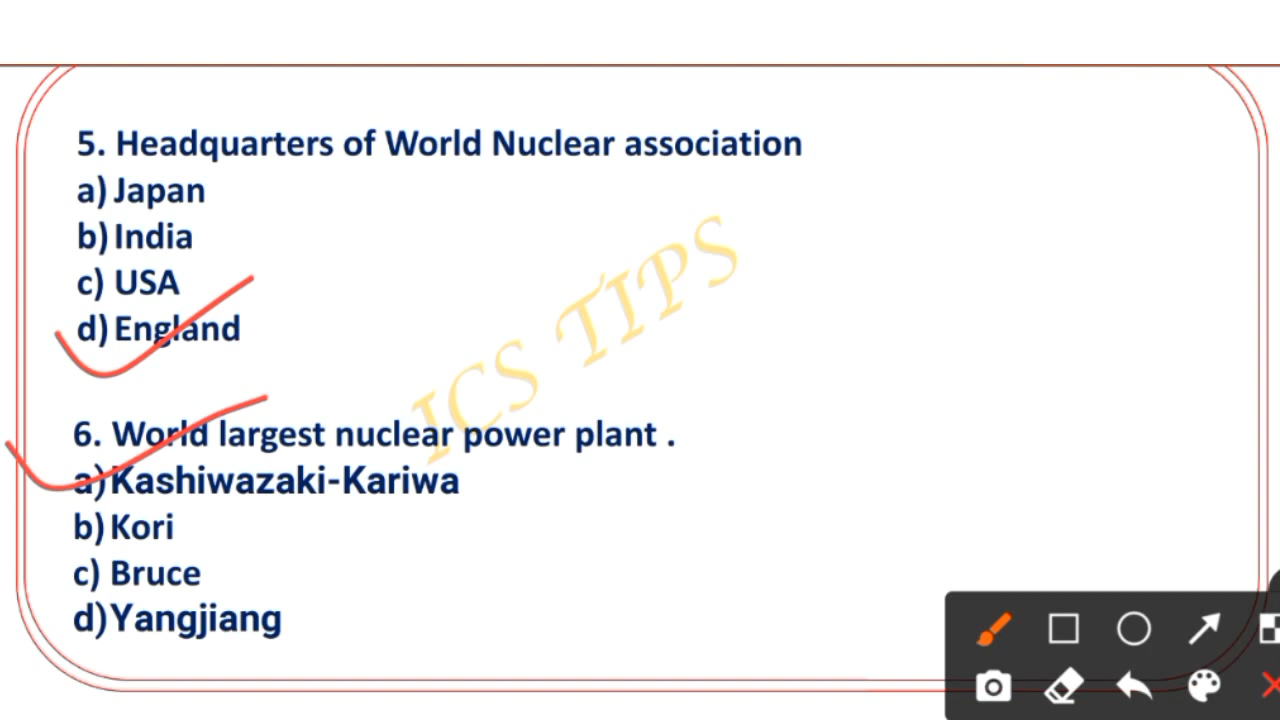 5. Headquarters of World Nuclear association
a) Japan
b) India
c) USA
d) England
ICS TIPS
6. World largest nuclear power plant .
a) Kashiwazaki-Kariwa
b) Kori
c) Bruce
d) Yangjiang